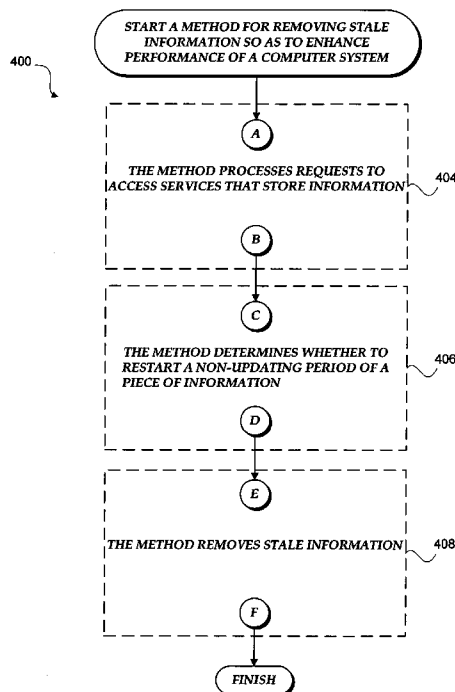 START A METHOD FOR REMOVING STALE
INFORMATION SO AS TO ENHANCE
PERFORMANCE OF A COMPUTER SYSTEM
400
A
THE METHOD PROCESSES REQUESTS TO
ACCESS SERVICES THAT STORE INFORMATION
404
B
C
THE METHOD DETERMINES WHETHER TO
RESTART A NON-UPDATING PERIOD OF A
PIECE OF INFORMATION
406
D
E
THE METHOD REMOVES STALE INFORMATION
408
F
FINISH